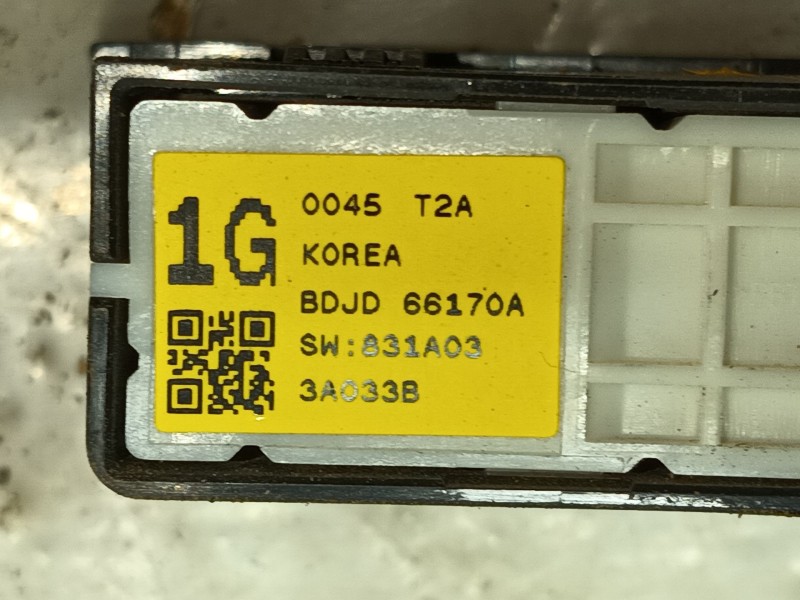 1G
0045 T2A
KOREA
BDJD 66170A
SW:831A03
3A033B